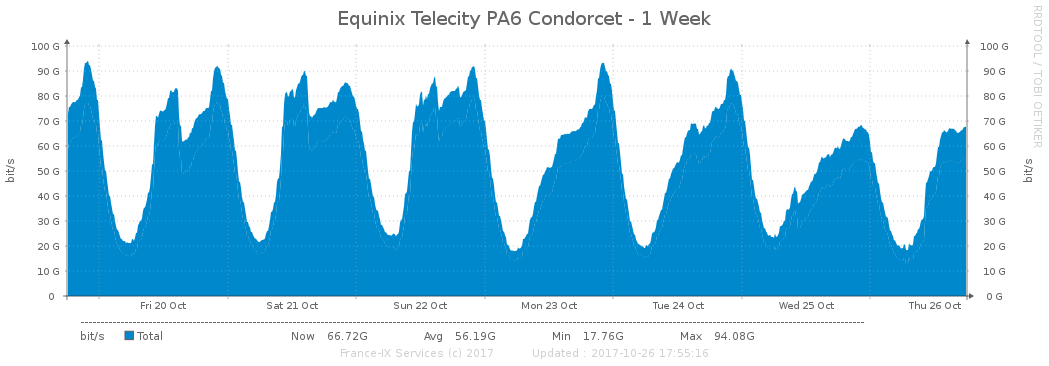 Equinix Telecity PA6 Condorcet - 1 Week
RRDTOOL / TOBI OETIKER
bit/s
100 G
90 G
80 G
70 G
60 G
50 G
40 G
30 G
20 G
10 G
0
100 G
90 G
80 G
70 G
60 G
50 G
40 G
30 G
20 G
10 G
0 G
bit/s
Fri 20 Oct Sat 21 Oct Sun 22 Oct Mon 23 Oct Tue 24 Oct Wed 25 Oct Thu 26 Oct
bit/s Total Now 66.72G Avg 56.19G Min 17.76G Max 94.08G
France-IX Services (c) 2017 Updated : 2017-10-26 17:55:16